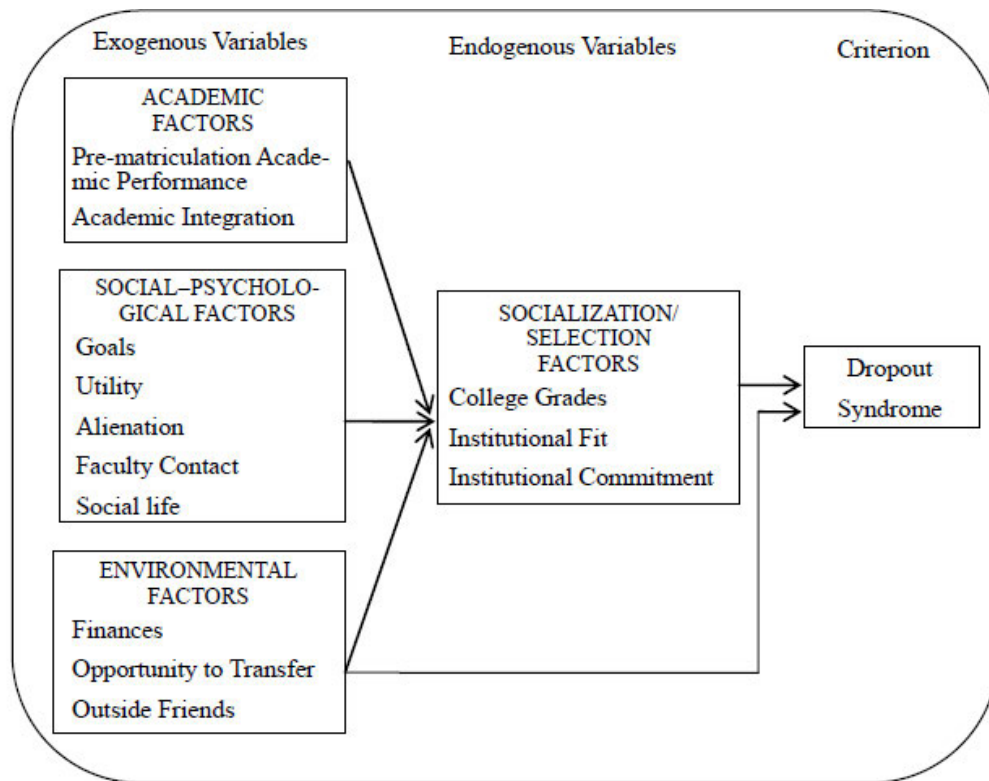 Exogenous Variables
Endogenous Variables
Criterion
ACADEMIC
FACTORS
Pre-matriculation Acade-
mic Performance
Academic Integration
SOCIAL–PSYCHOLO-
GICAL FACTORS
Goals
Utility
Alienation
Faculty Contact
Social life
ENVIRONMENTAL
FACTORS
Finances
Opportunity to Transfer
Outside Friends
SOCIALIZATION/
SELECTION
FACTORS
College Grades
Institutional Fit
Institutional Commitment
Dropout
Syndrome